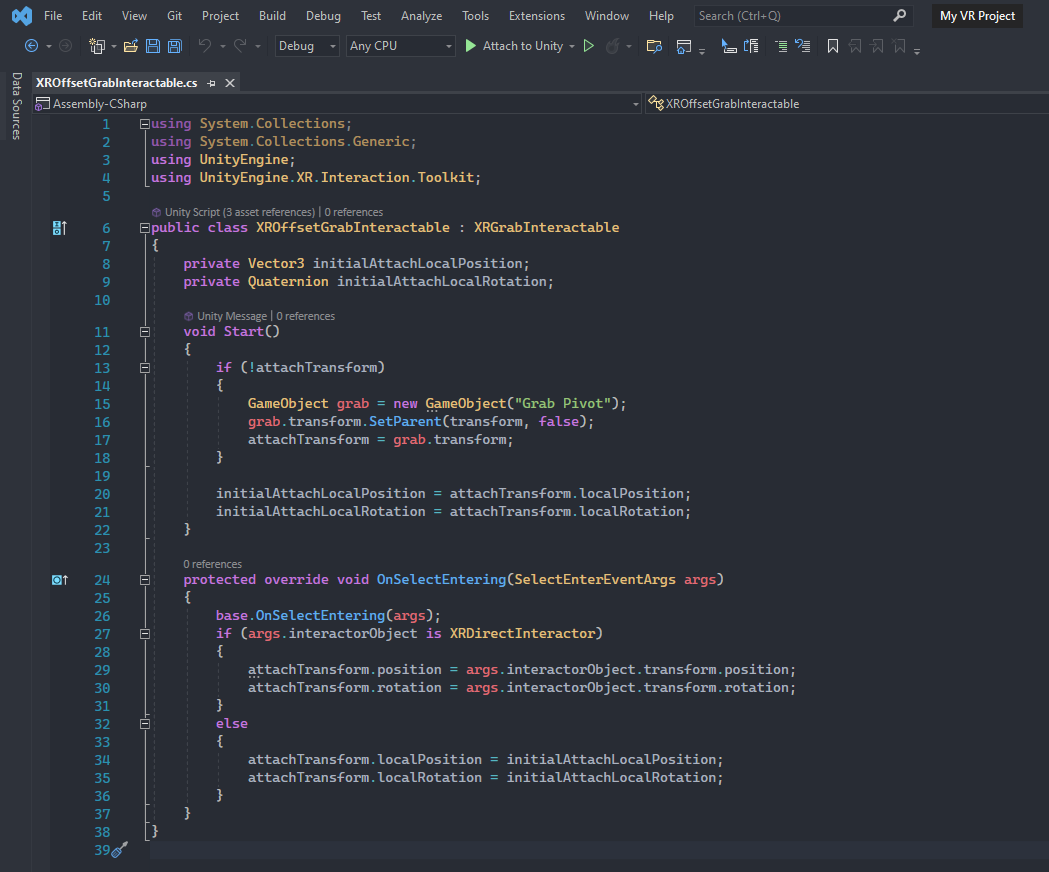 File Edit View Git Project Build Debug Test Analyze Tools Extensions Window Help Search (Ctrl+Q) My VR Project
Debug Any CPU Attach to Unity
Data Sources
XROffsetGrabInteractable.cs
Assembly-CSharp XROffsetGrabInteractable
1 using System.Collections;
2 using System.Collections.Generic;
3 using UnityEngine;
4 using UnityEngine.XR.Interaction.Toolkit;
5
Unity Script (3 asset references) | 0 references
6 public class XROffsetGrabInteractable : XRGrabInteractable
7 {
8 private Vector3 initialAttachLocalPosition;
9 private Quaternion initialAttachLocalRotation;
10
Unity Message | 0 references
11 void Start()
12 {
13 if (!attachTransform)
14 {
15 GameObject grab = new GameObject("Grab Pivot");
16 grab.transform.SetParent(transform, false);
17 attachTransform = grab.transform;
18 }
19
20 initialAttachLocalPosition = attachTransform.localPosition;
21 initialAttachLocalRotation = attachTransform.localRotation;
22 }
23
0 references
24 protected override void OnSelectEntering(SelectEnterEventArgs args)
25 {
26 base.OnSelectEntering(args);
27 if (args.interactorObject is XRDirectInteractor)
28 {
29 attachTransform.position = args.interactorObject.transform.position;
30 attachTransform.rotation = args.interactorObject.transform.rotation;
31 }
32 else
33 {
34 attachTransform.localPosition = initialAttachLocalPosition;
35 attachTransform.localRotation = initialAttachLocalRotation;
36 }
37 }
38 }
39